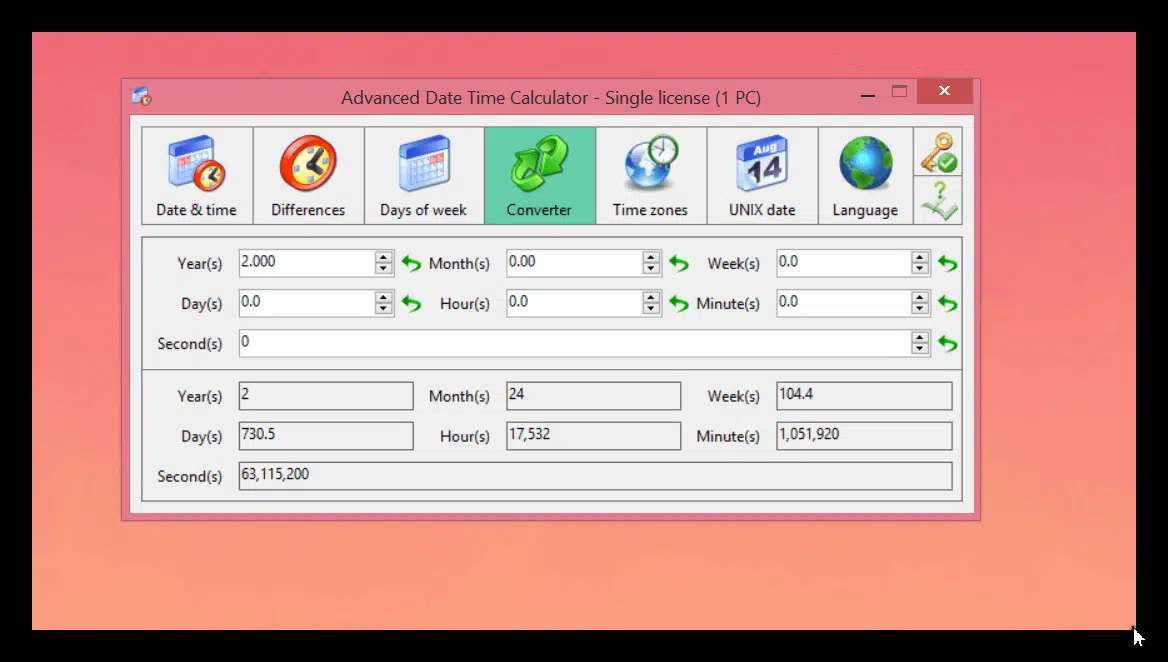 Advanced Date Time Calculator - Single license (1 PC)
Aug
14
Date & time Differences Days of week Converter Time zones UNIX date Language
Year(s) 2.000 Month(s) 0.00 Week(s) 0.0
Day(s) 0.0 Hour(s) 0.0 Minute(s) 0.0
Second(s) 0
Year(s) 2 Month(s) 24 Week(s) 104.4
Day(s) 730.5 Hour(s) 17,532 Minute(s) 1,051,920
Second(s) 63,115,200